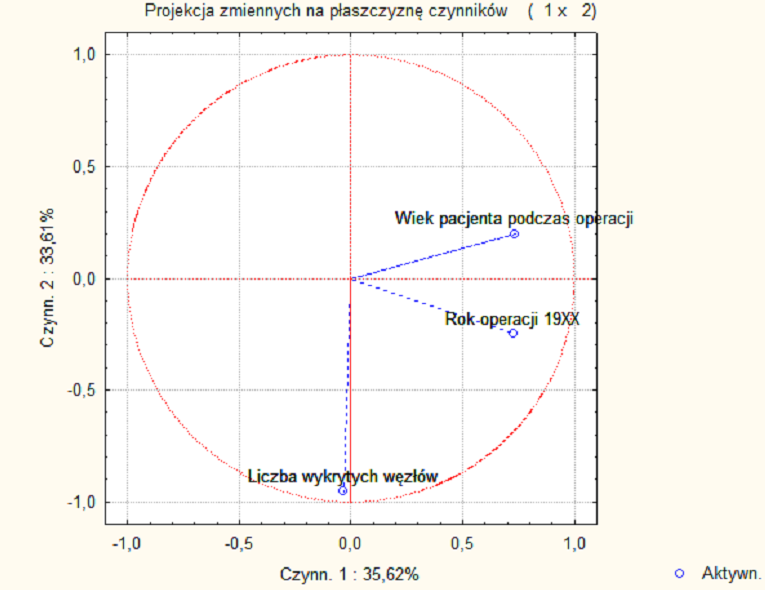 Projekcja zmiennych na płaszczyznę czynników ( 1 x 2)
1,0
0,5
Wiek pacjenta podczas operacji
0,0
Rok operacji 19XX
-0,5
Liczba wykrytych węzłów
-1,0
-1,0 -0,5 0,0 0,5 1,0
Czynn. 1 : 35,62%
Czynn. 2 : 33,61%
Aktywn.